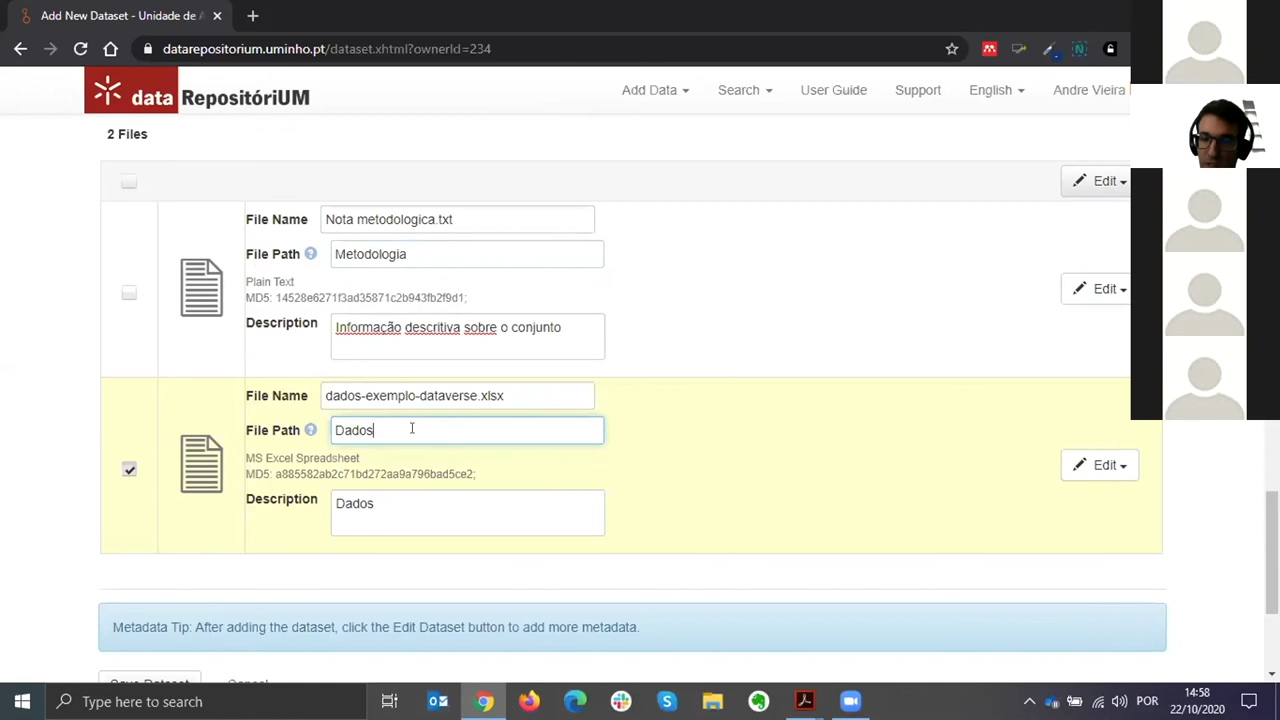 Add New Dataset - Unidade de A
datarepositorium.uminho.pt/dataset.xhtml?ownerId=234
data RepositóriUM
Add Data
Search
User Guide
Support
English
Andre Vieira
2 Files
Edit
File Name Nota metodologica.txt
File Path Metodologia
Plain Text
MD5: 14528e6271f3ad35871c2b943fb2f9d1;
Edit
Description Informação descritiva sobre o conjunto
File Name dados-exemplo-dataverse.xlsx
File Path Dados
MS Excel Spreadsheet
MD5: a885582ab2c71bd272aa9a796bad5ce2;
Edit
Description Dados
Metadata Tip: After adding the dataset, click the Edit Dataset button to add more metadata.
Save Dataset Cancel
Type here to search
POR
14:58
22/10/2020